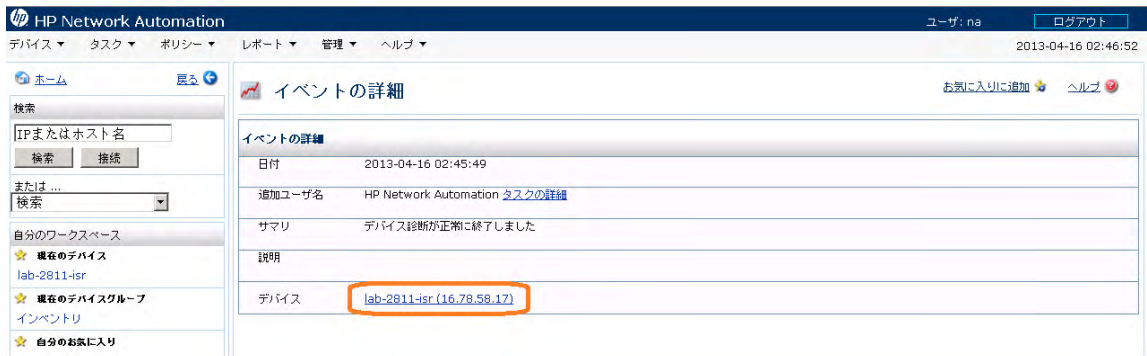 HP Network Automation
ユーザ: na
ログアウト
デバイス▼ タスク▼ ポリシー▼ レポート▼ 管理▼ ヘルプ▼
2013-04-16 02:46:52
ホーム 戻る
イベントの詳細
お気に入りに追加 ヘルプ
検索
IPまたはホスト名
検索 接続
または ...
検索
自分のワークスペース
現在のデバイス
lab-2811-isr
現在のデバイスグループ
インベントリ
自分のお気に入り
イベントの詳細
日付 2013-04-16 02:45:49
追加ユーザ名 HP Network Automation タスクの詳細
サマリ デバイス診断が正常に終了しました
説明
デバイス lab-2811-isr (16.78.58.17)